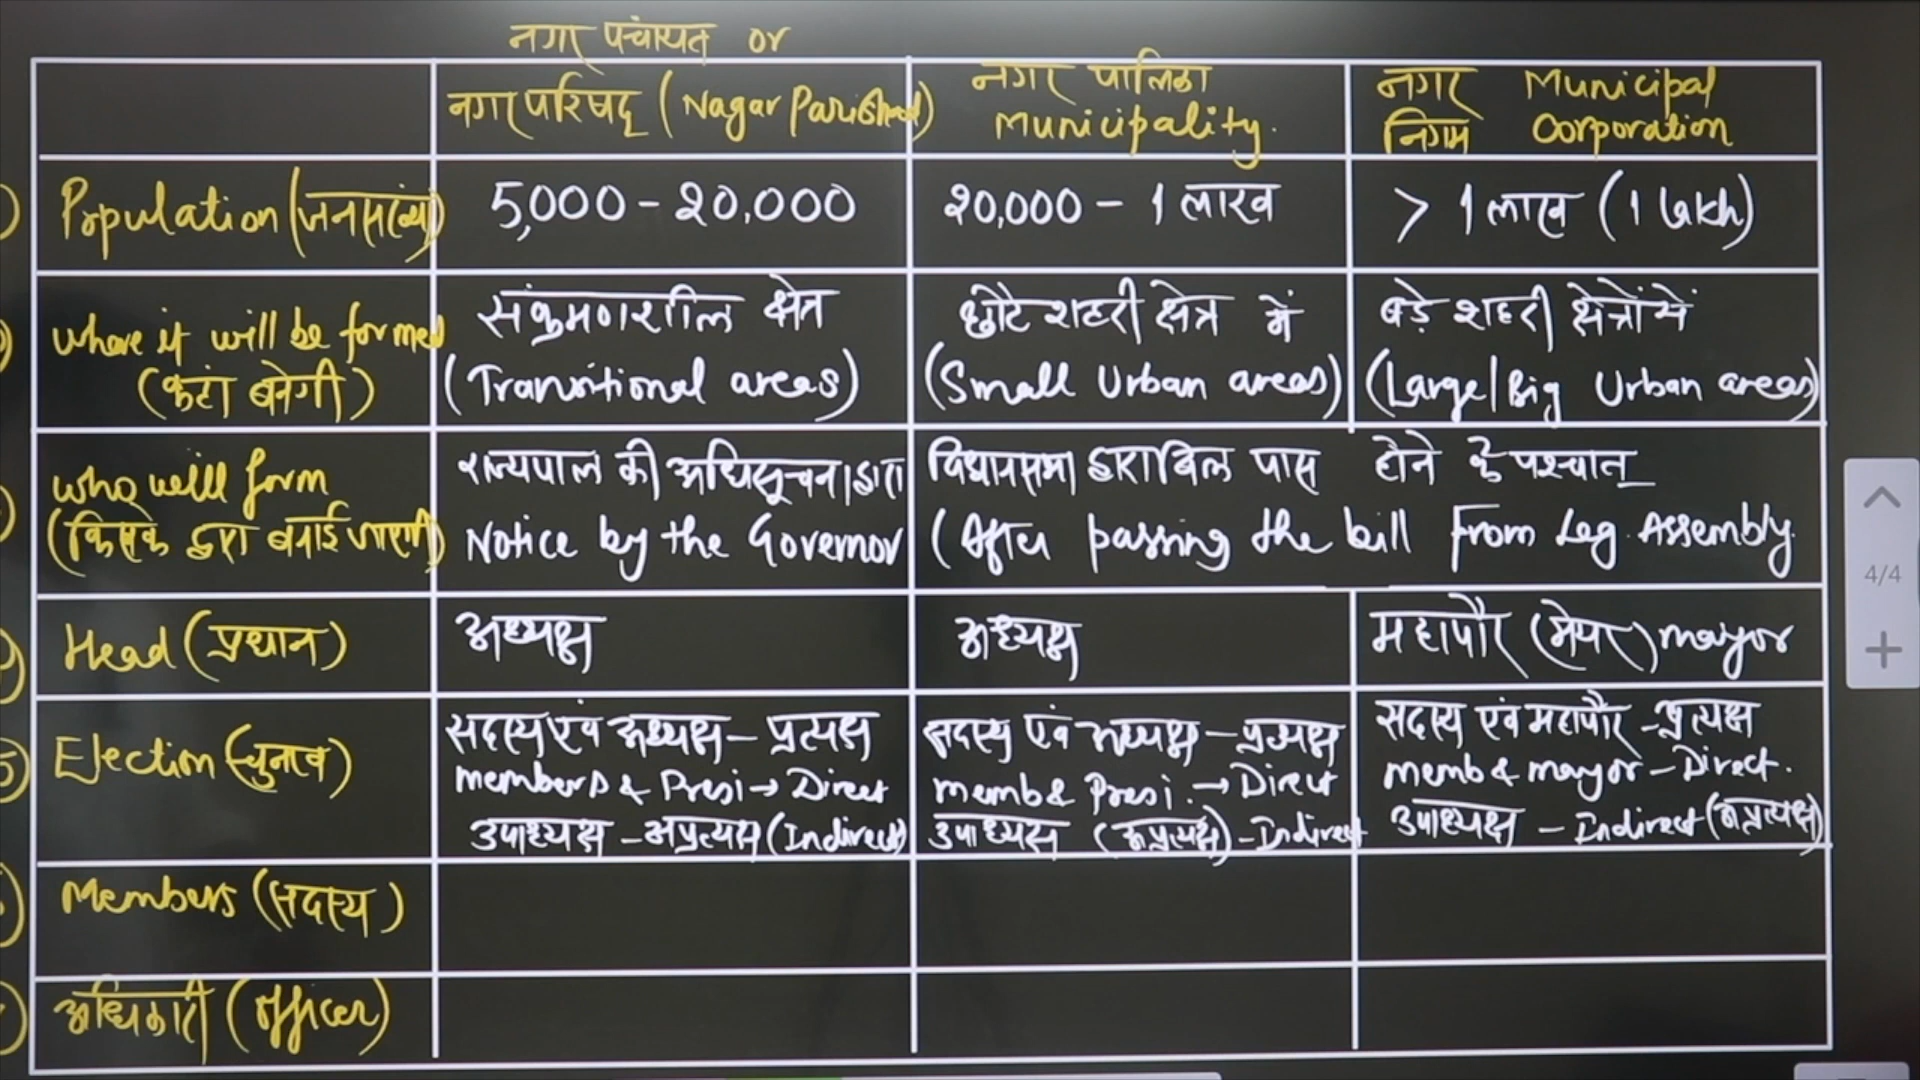 नगर पंचायत or
नगर परिषद् (Nagar Parishad)
नगर पालिका
Municipality.
नगर Municipal
निगम Corporation
Population (जनसंख्या)
5,000 - 20,000
20,000 - 1 लाख
> 1 लाख (1 lakh)
where it will be formed
(कहां बनेगी)
संक्रमणशील क्षेत्र
(Transitional areas)
छोटे शहरी क्षेत्र में
(Small Urban areas)
बड़े शहरी क्षेत्रों में
(Large/Big Urban areas)
who will form
(किसके द्वारा बनाई जाएगी)
राज्यपाल की अधिसूचना द्वारा
Notice by the Governor
विधानसभा द्वारा बिल पास होने के पश्चात
(After passing the bill From Leg. Assembly
Head (प्रधान)
अध्यक्ष
अध्यक्ष
महापौर (मेयर) mayor
Election (चुनाव)
सदस्य एवं अध्यक्ष - प्रत्यक्ष
members & Presi → Direct
उपाध्यक्ष - अप्रत्यक्ष (Indirect)
सदस्य एवं अध्यक्ष - प्रत्यक्ष
memb & Presi. → Direct
उपाध्यक्ष (अप्रत्यक्ष) - Indirect
सदस्य एवं महापौर - प्रत्यक्ष
memb & mayor - Direct.
उपाध्यक्ष - Indirect (अप्रत्यक्ष)
Members (सदस्य)
अधिकारी (officer)
4/4